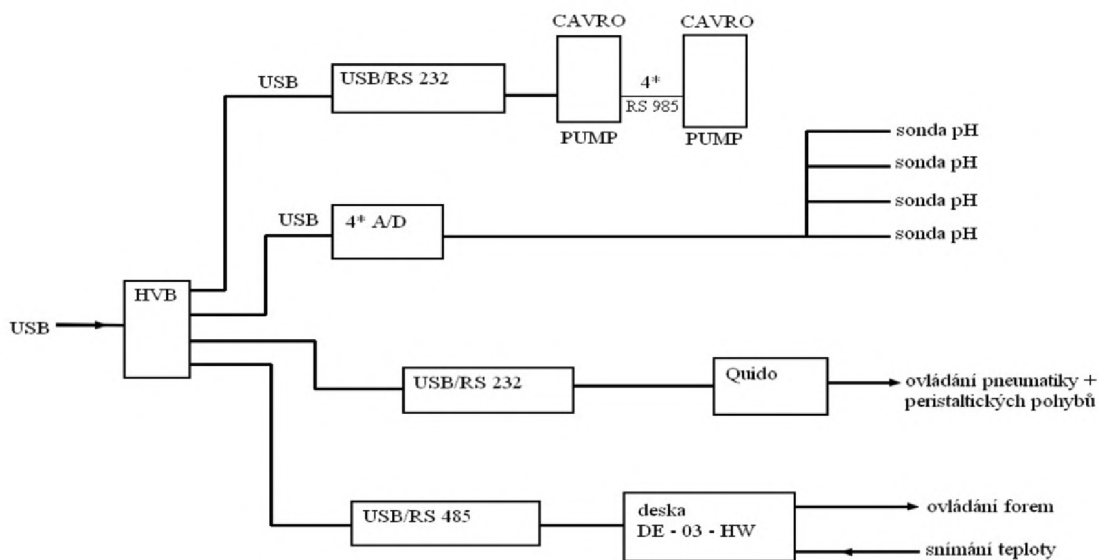 CAVRO
CAVRO
USB
USB/RS 232
4*
RS 985
PUMP
PUMP
sonda pH
sonda pH
sonda pH
sonda pH
USB
4* A/D
HVB
USB
USB/RS 232
Quido
ovládání pneumatiky +
peristaltických pohybů
USB/RS 485
deska
DE - 03 - HW
ovládání forem
snímání teploty